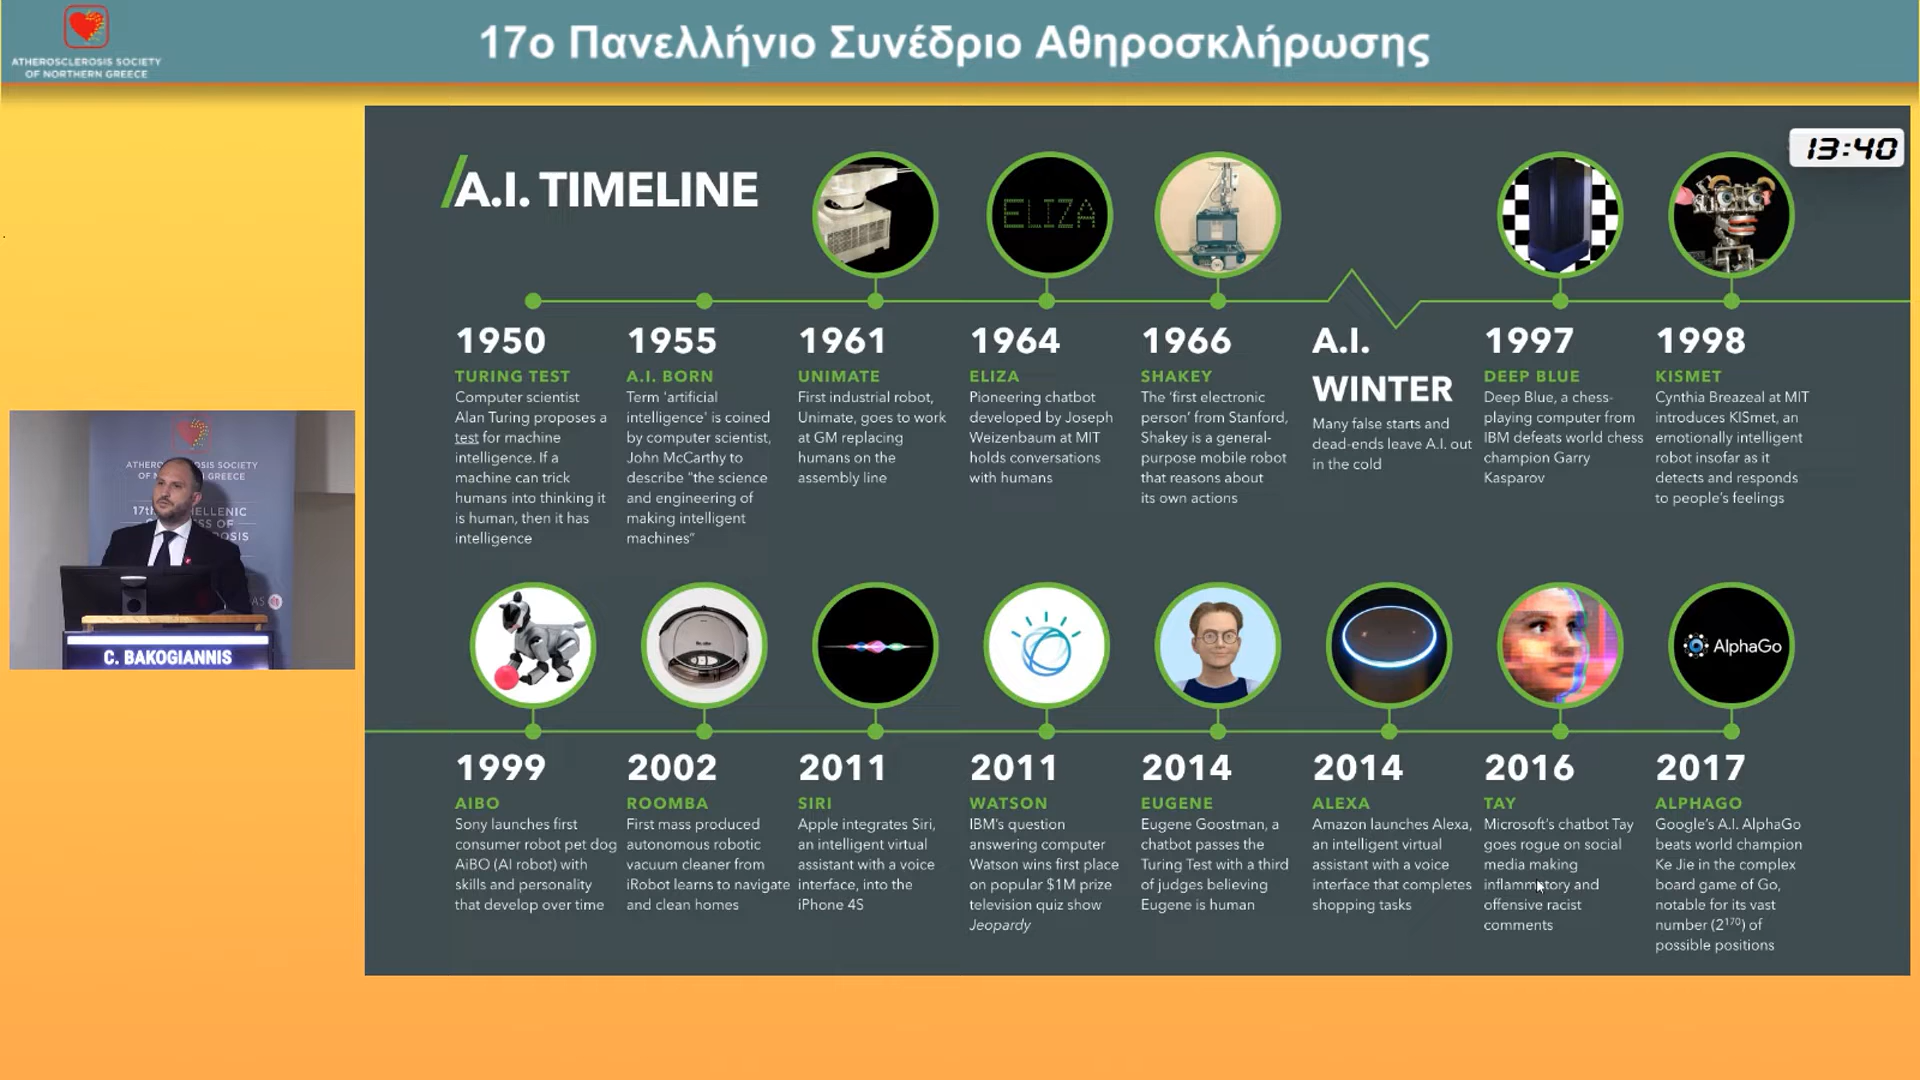 17ο Πανελλήνιο Συνέδριο Αθηροσκλήρωσης
ATHEROSCLEROSIS SOCIETY
OF NORTHERN GREECE
13:40
A.I. TIMELINE
ELIZA
1950
TURING TEST
Computer scientist
Alan Turing proposes a
test for machine
intelligence. If a
machine can trick
humans into thinking it
is human, then it has
intelligence
1955
A.I. BORN
Term 'artificial
intelligence' is coined
by computer scientist,
John McCarthy to
describe “the science
and engineering of
making intelligent
machines”
1961
UNIMATE
First industrial robot,
Unimate, goes to work
at GM replacing
humans on the
assembly line
1964
ELIZA
Pioneering chatbot
developed by Joseph
Weizenbaum at MIT
holds conversations
with humans
1966
SHAKEY
The ‘first electronic
person’ from Stanford,
Shakey is a general-
purpose mobile robot
that reasons about
its own actions
A.I.
WINTER
Many false starts and
dead-ends leave A.I. out
in the cold
1997
DEEP BLUE
Deep Blue, a chess-
playing computer from
IBM defeats world chess
champion Garry
Kasparov
1998
KISMET
Cynthia Breazeal at MIT
introduces KISmet, an
emotionally intelligent
robot insofar as it
detects and responds
to people’s feelings
AlphaGo
1999
AIBO
Sony launches first
consumer robot pet dog
AiBO (AI robot) with
skills and personality
that develop over time
2002
ROOMBA
First mass produced
autonomous robotic
vacuum cleaner from
iRobot learns to navigate
and clean homes
2011
SIRI
Apple integrates Siri,
an intelligent virtual
assistant with a voice
interface, into the
iPhone 4S
2011
WATSON
IBM’s question
answering computer
Watson wins first place
on popular $1M prize
television quiz show
Jeopardy
2014
EUGENE
Eugene Goostman, a
chatbot passes the
Turing Test with a third
of judges believing
Eugene is human
2014
ALEXA
Amazon launches Alexa,
an intelligent virtual
assistant with a voice
interface that completes
shopping tasks
2016
TAY
Microsoft’s chatbot Tay
goes rogue on social
media making
inflammatory and
offensive racist
comments
2017
ALPHAGO
Google’s A.I. AlphaGo
beats world champion
Ke Jie in the complex
board game of Go,
notable for its vast
number (2¹⁷⁰) of
possible positions
SOCIETY
GREECE
17th
C. BAKOGIANNIS